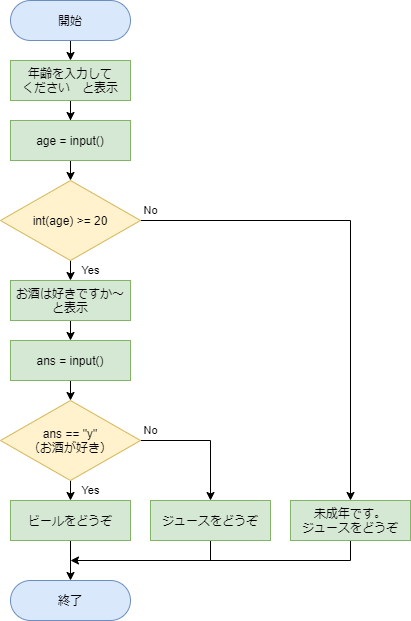 開始
年齢を入力して
ください　と表示
age = input()
int(age) >= 20
No
Yes
お酒は好きですか～
と表示
ans = input()
ans == "y"
（お酒が好き）
No
Yes
ビールをどうぞ
ジュースをどうぞ
未成年です。
ジュースをどうぞ
終了